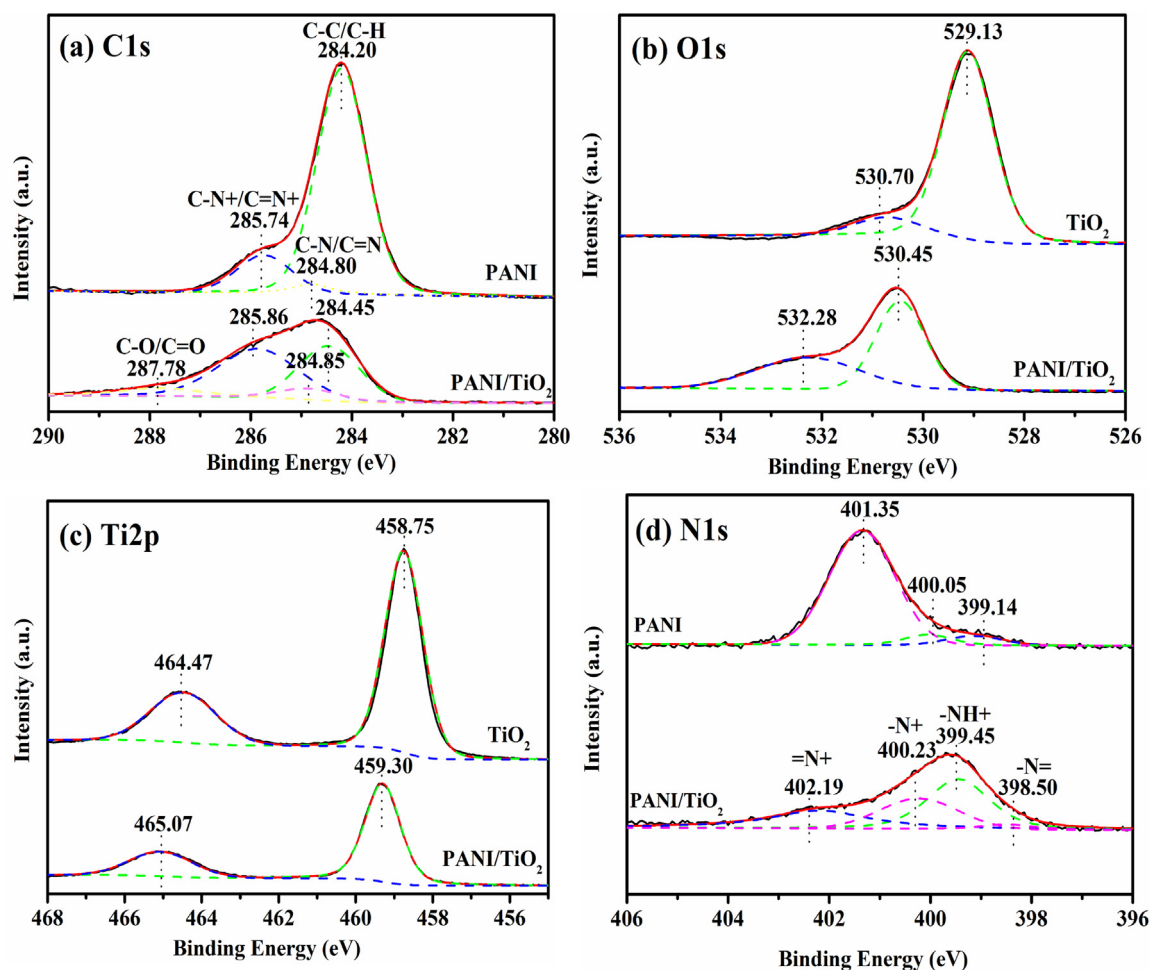 (a) C1s
C-C/C-H
284.20
C-N+/C=N+
285.74
C-N/C=N
284.80
PANI
285.86
284.45
C-O/C=O
287.78
284.85
PANI/TiO₂
290 288 286 284 282 280
Binding Energy (eV)
Intensity (a.u.)
(b) O1s
529.13
530.70
TiO₂
530.45
532.28
PANI/TiO₂
536 534 532 530 528 526
Binding Energy (eV)
Intensity (a.u.)
(c) Ti2p
458.75
464.47
TiO₂
459.30
465.07
PANI/TiO₂
468 466 464 462 460 458 456
Binding Energy (eV)
Intensity (a.u.)
(d) N1s
401.35
400.05
399.14
PANI
-NH+
-N+
399.45
=N+
400.23
-N=
402.19
398.50
PANI/TiO₂
406 404 402 400 398 396
Binding Energy (eV)
Intensity (a.u.)